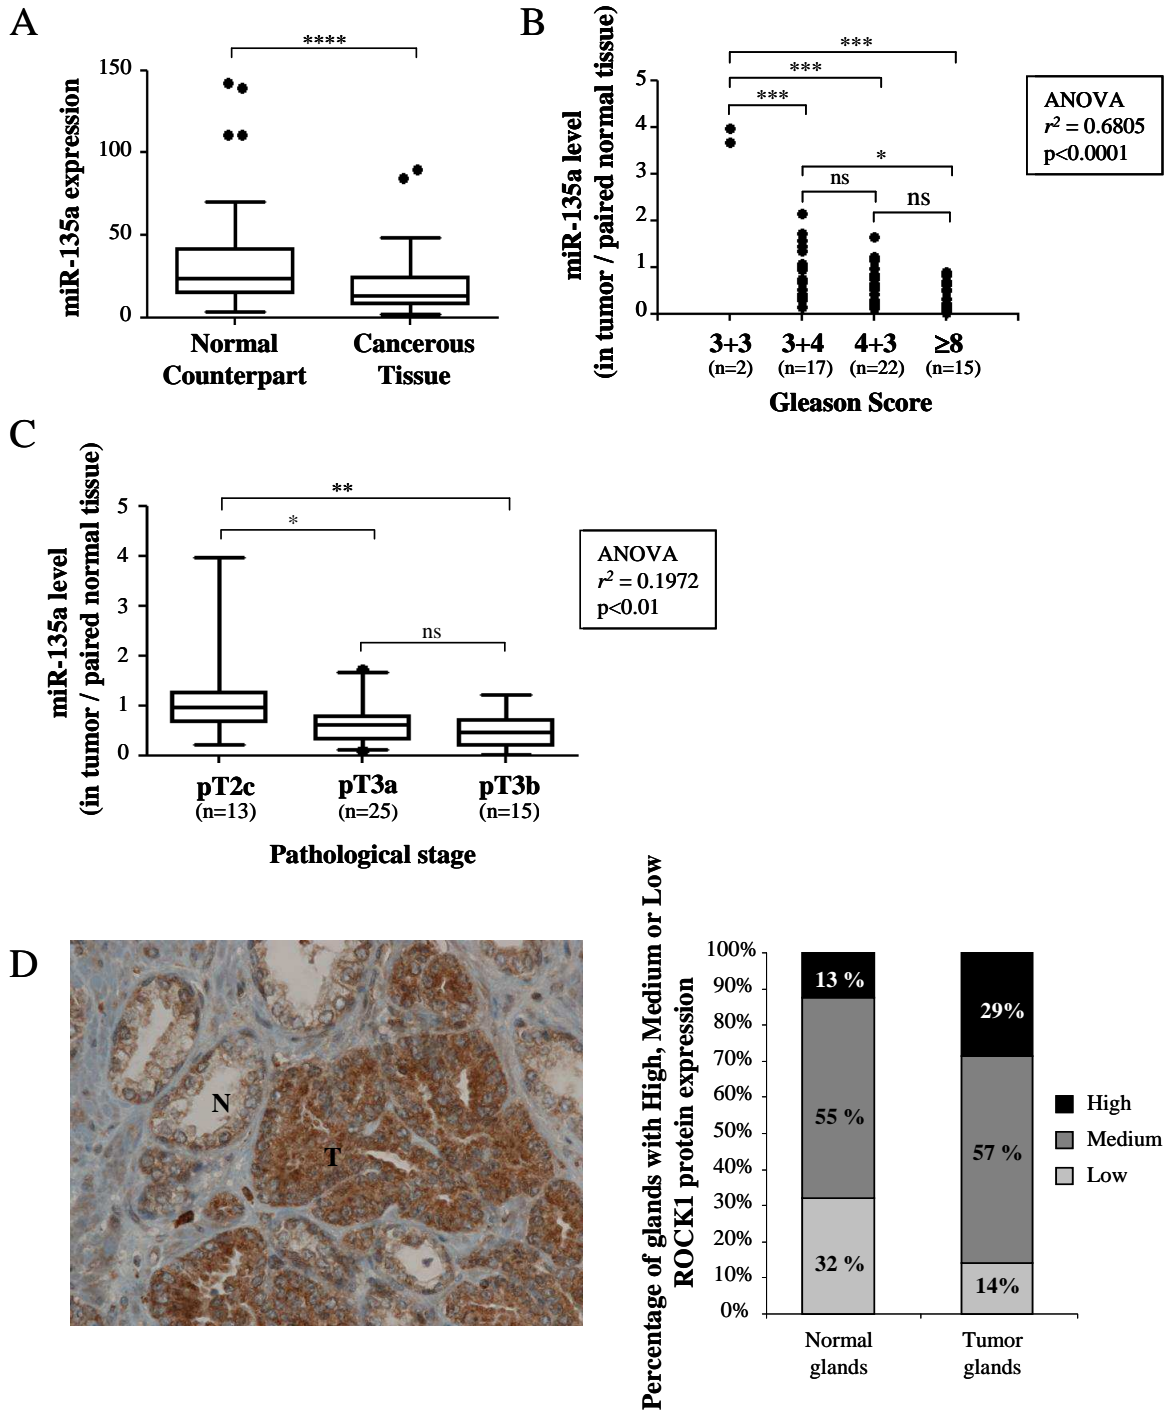 A
****
miR-135a expression
150
100
50
0
Normal
Counterpart
Cancerous
Tissue
B
***
***
***
*
ns
ns
miR-135a level
(in tumor / paired normal tissue)
5
4
3
2
1
0
3+3
(n=2)
3+4
(n=17)
4+3
(n=22)
≥8
(n=15)
Gleason Score
ANOVA
r² = 0.6805
p<0.0001
C
**
*
ns
miR-135a level
(in tumor / paired normal tissue)
5
4
3
2
1
0
pT2c
(n=13)
pT3a
(n=25)
pT3b
(n=15)
Pathological stage
ANOVA
r² = 0.1972
p<0.01
D
N
T
Percentage of glands with High, Medium or Low
ROCK1 protein expression
100%
90%
80%
70%
60%
50%
40%
30%
20%
10%
0%
13 %
55 %
32 %
29%
57 %
14%
Normal
glands
Tumor
glands
High
Medium
Low